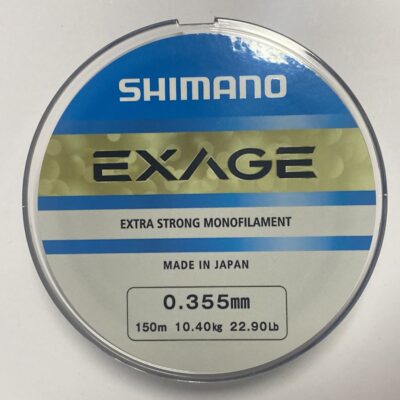 SHIMANO
EXAGE
EXTRA STRONG MONOFILAMENT
MADE IN JAPAN
0.355mm
150m 10.40kg 22.90Lb